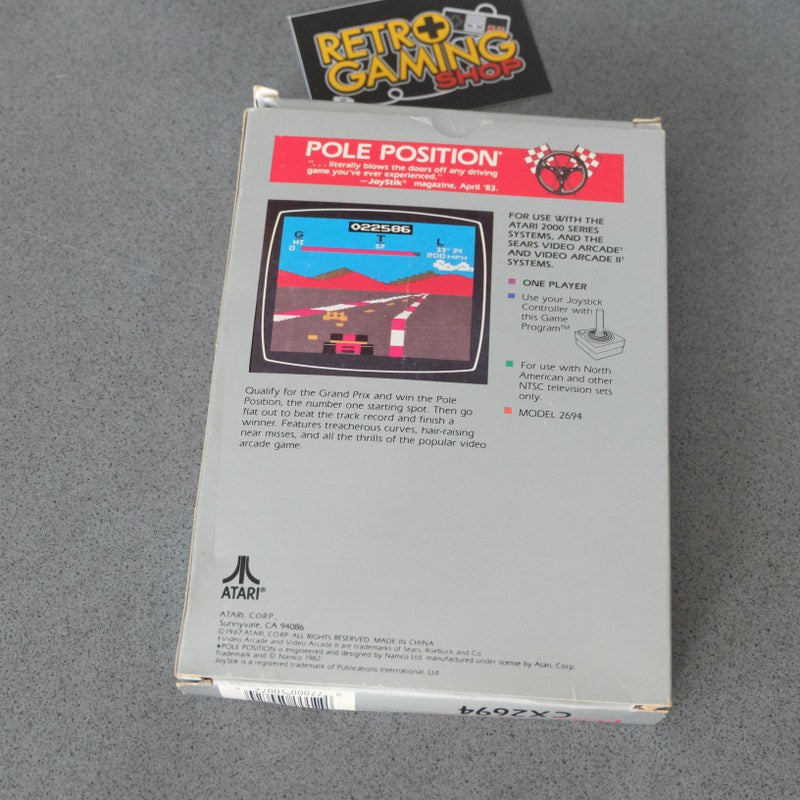 RETRO
GAMING
SHOP
POLE POSITION®
"... literally blows the doors off any driving
game you've ever experienced."
—JoyStik® magazine, April '83.
022586
G T L
HI 57 33" 24
0 200 MPH
FOR USE WITH THE
ATARI 2000 SERIES
SYSTEMS, AND THE
SEARS VIDEO ARCADE†
AND VIDEO ARCADE II†
SYSTEMS.
ONE PLAYER
Use your Joystick
Controller with
this Game
Program™
For use with North
American and other
NTSC television sets
only.
MODEL 2694
Qualify for the Grand Prix and win the Pole
Position, the number one starting spot. Then go
flat out to beat the track record and finish a
winner. Features treacherous curves, hair-raising
near misses, and all the thrills of the popular video
arcade game.
ATARI®
ATARI, CORP.,
Sunnyvale, CA 94086
©1987 ATARI CORP. ALL RIGHTS RESERVED. MADE IN CHINA.
†Video Arcade and Video Arcade II are trademarks of Sears, Roebuck and Co.
★POLE POSITION is engineered and designed by Namco Ltd. manufactured under license by Atari, Corp.
Trademark and © Namco 1982
JoyStik is a registered trademark of Publications International, Ltd.
CX2694